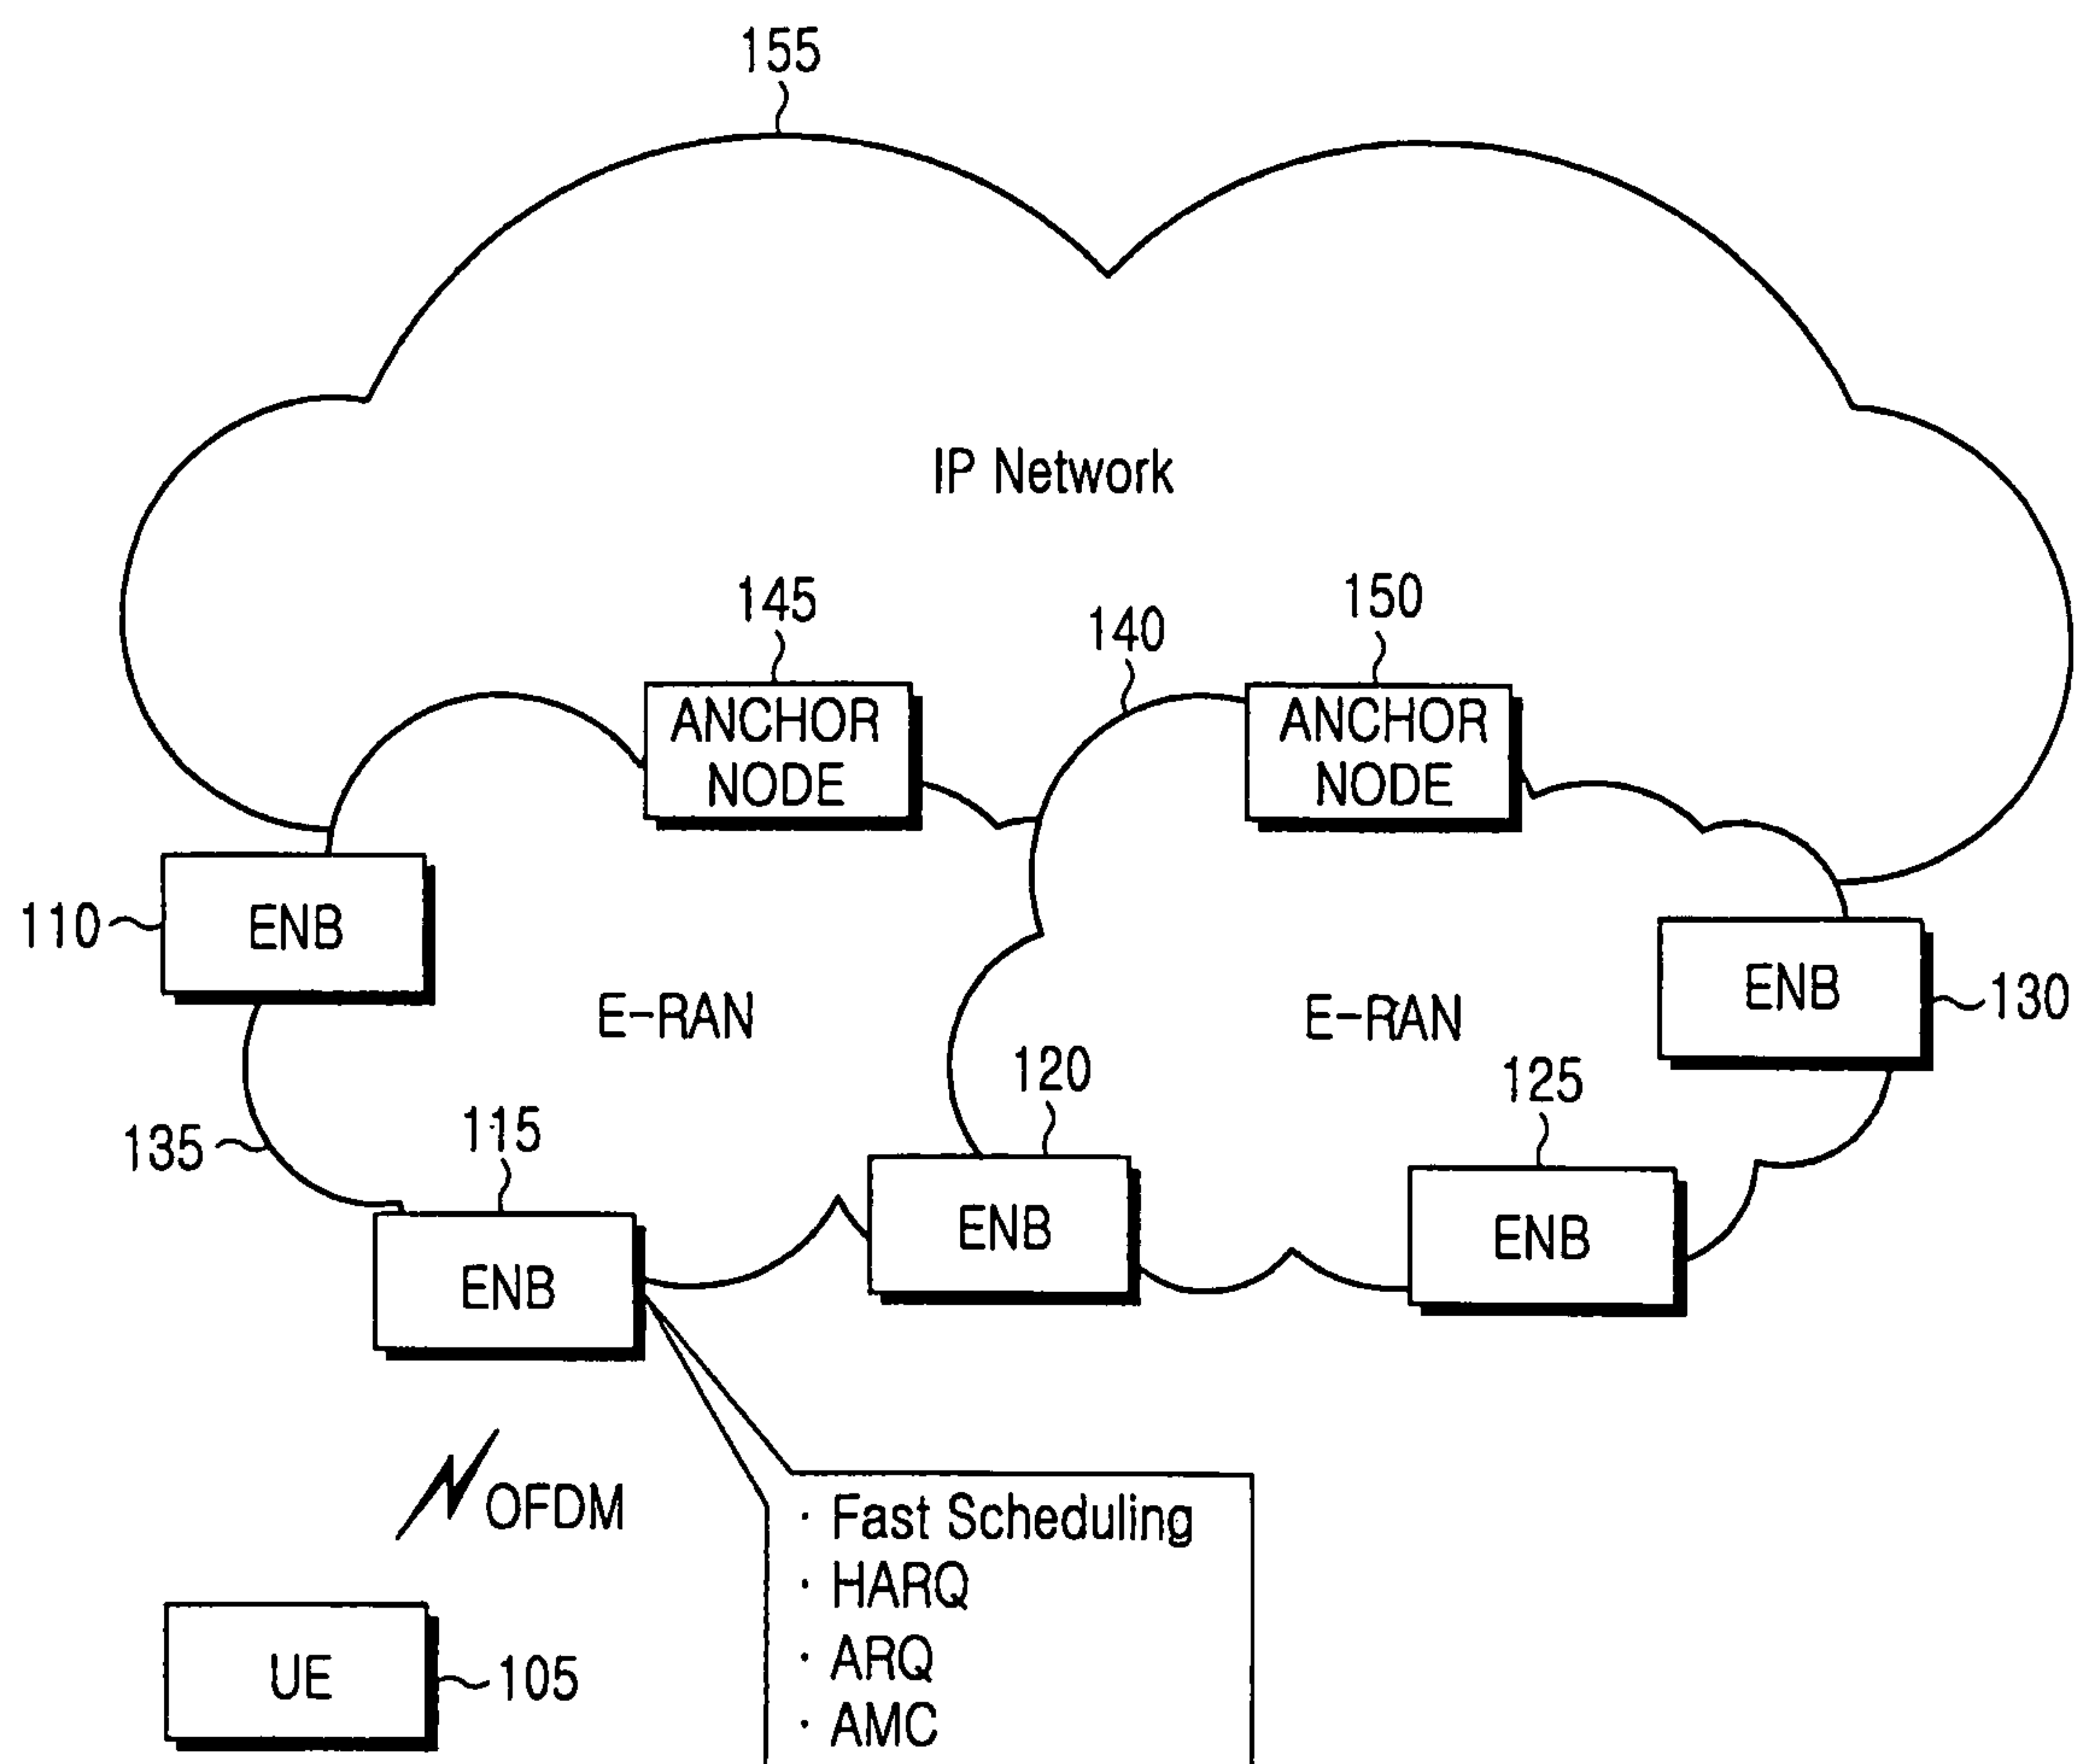 155
IP Network
145
140
150
ANCHOR
NODE
ANCHOR
NODE
110
ENB
E-RAN
E-RAN
ENB
130
135
115
120
125
ENB
ENB
ENB
OFDM
· Fast Scheduling
· HARQ
· ARQ
· AMC
UE
105